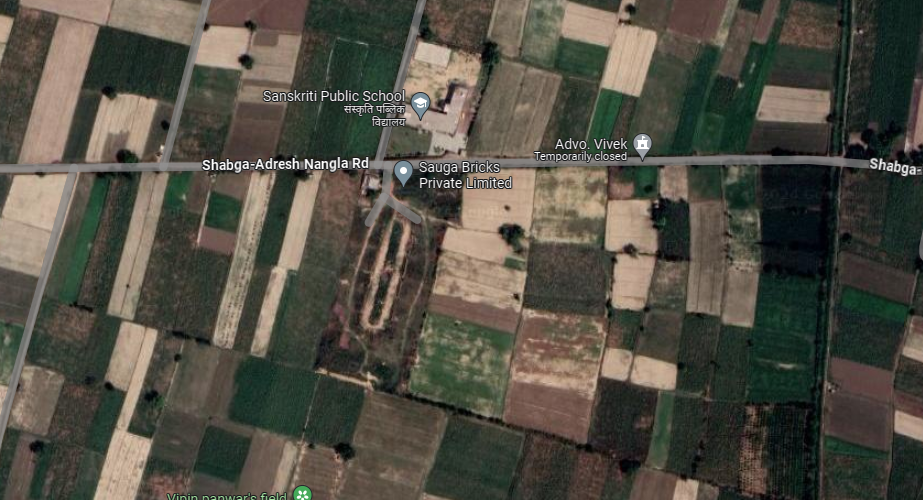 Sanskriti Public School
संस्कृति पब्लिक
विद्यालय
Advo. Vivek
Temporarily closed
Shabga-Adresh Nangla Rd
Sauga Bricks
Private Limited
Shabga-
Vipin panwar's field